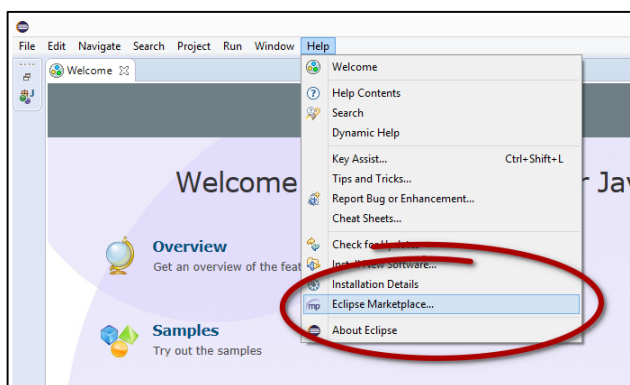 File Edit Navigate Search Project Run Window Help
Welcome
Welcome
Help Contents
Search
Dynamic Help
Key Assist... Ctrl+Shift+L
Tips and Tricks...
Report Bug or Enhancement...
Cheat Sheets...
Check for Updates
Install New Software...
Installation Details
mp Eclipse Marketplace...
About Eclipse
Welcome r Jav
Overview
Get an overview of the feat
Samples
Try out the samples